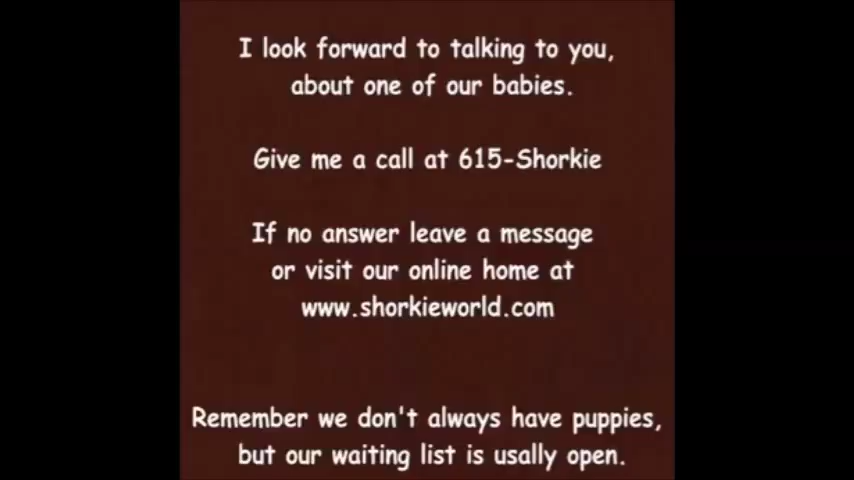 I look forward to talking to you,
about one of our babies.
Give me a call at 615-Shorkie
If no answer leave a message
or visit our online home at
www.shorkieworld.com
Remember we don't always have puppies,
but our waiting list is usally open.